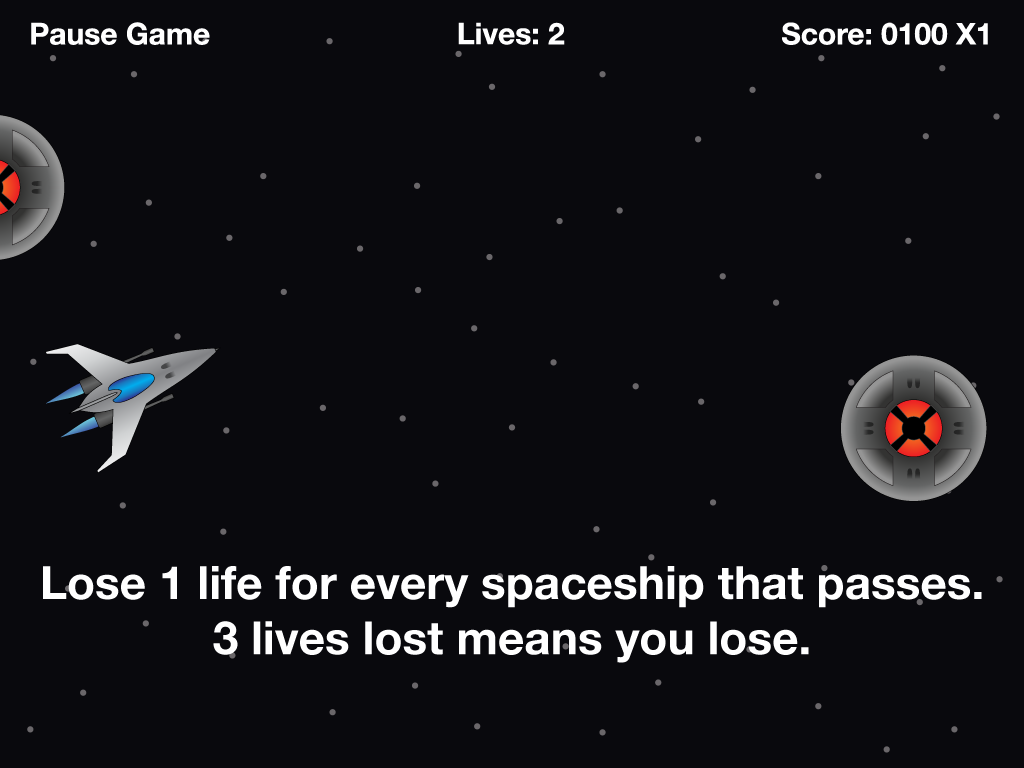 Pause Game
Lives: 2
Score: 0100 X1
Lose 1 life for every spaceship that passes.
3 lives lost means you lose.